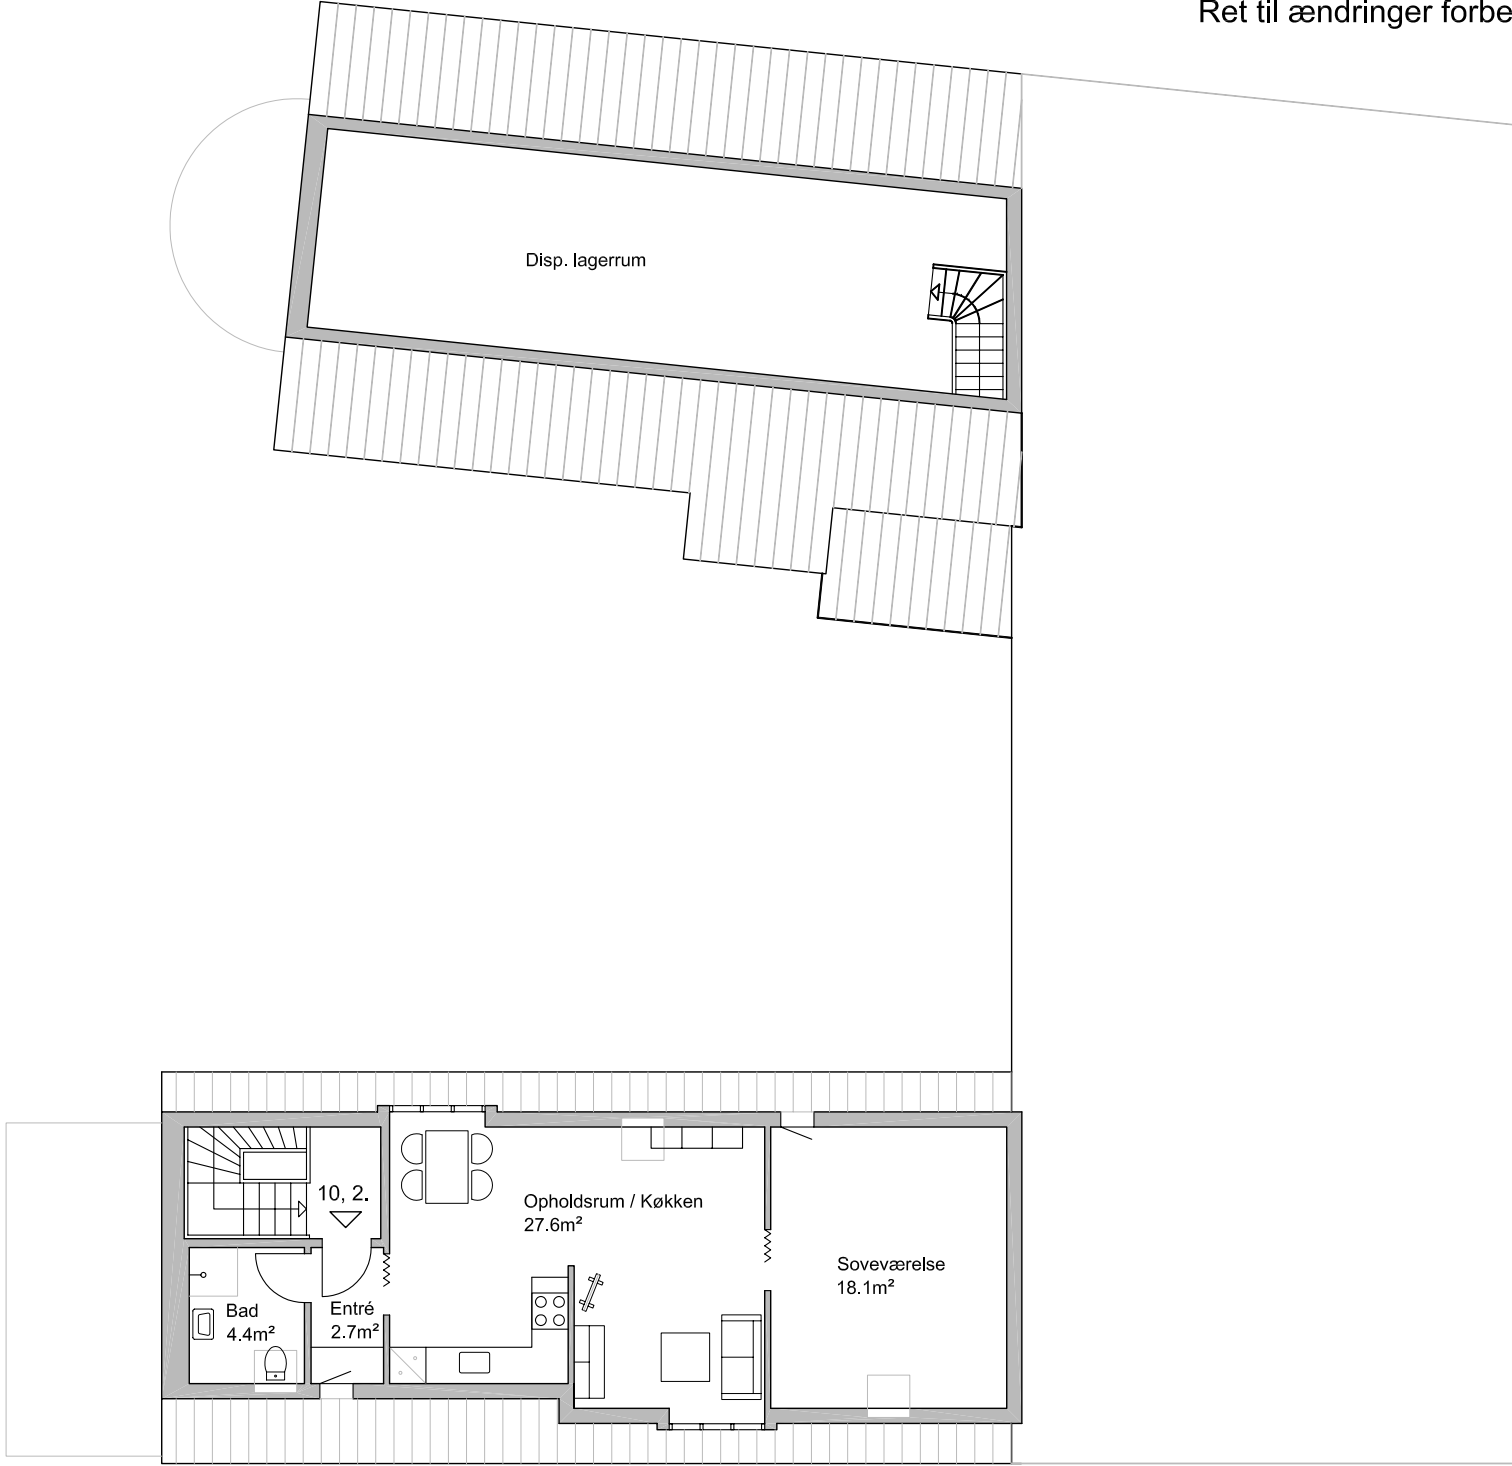 Ret til ændringer forbe
Disp. lagerrum
10, 2.
Opholdsrum / Køkken
27.6m²
Soveværelse
18.1m²
Bad
4.4m²
Entré
2.7m²